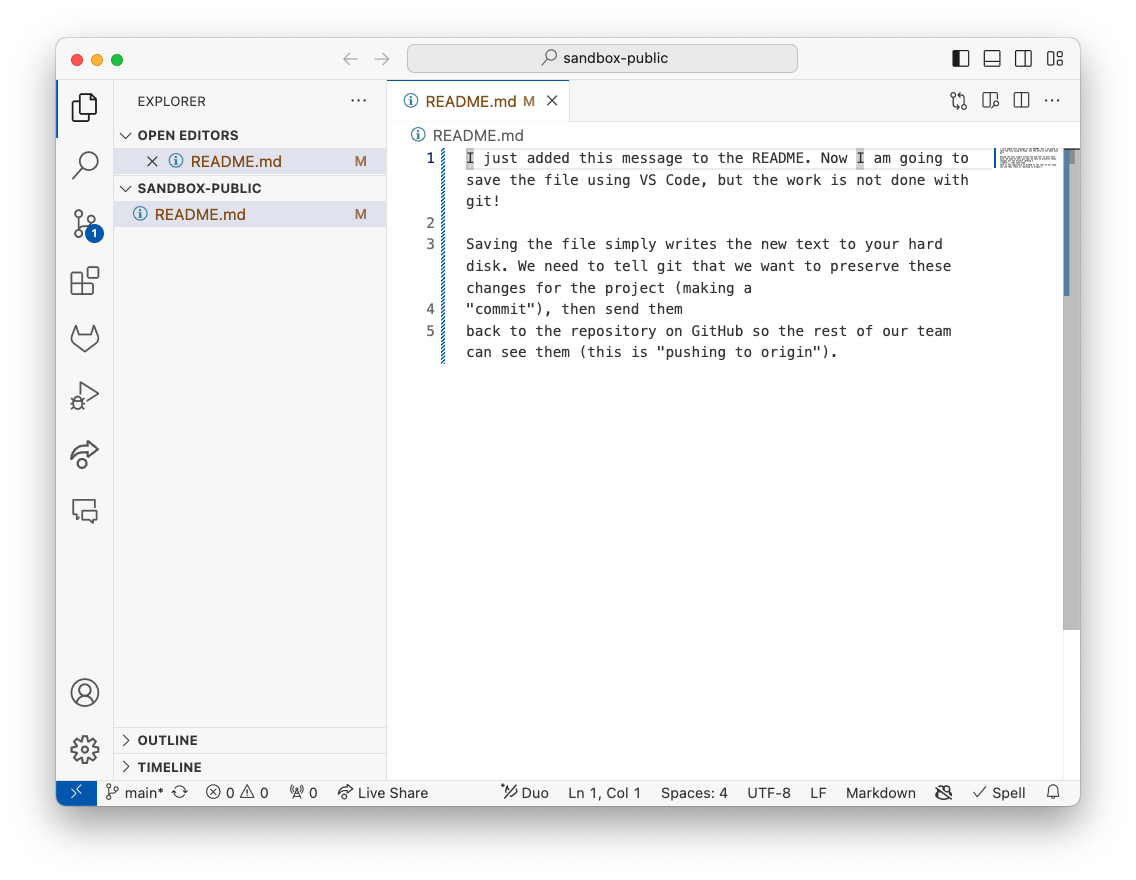 sandbox-public
EXPLORER
README.md M
OPEN EDITORS
README.md
README.md M
1 I just added this message to the README. Now I am going to
save the file using VS Code, but the work is not done with
git!
SANDBOX-PUBLIC
README.md M
2
3 Saving the file simply writes the new text to your hard
disk. We need to tell git that we want to preserve these
changes for the project (making a
1
4 "commit"), then send them
5 back to the repository on GitHub so the rest of our team
can see them (this is "pushing to origin").
OUTLINE
TIMELINE
main* 0 0 0 Live Share Duo Ln 1, Col 1 Spaces: 4 UTF-8 LF Markdown Spell